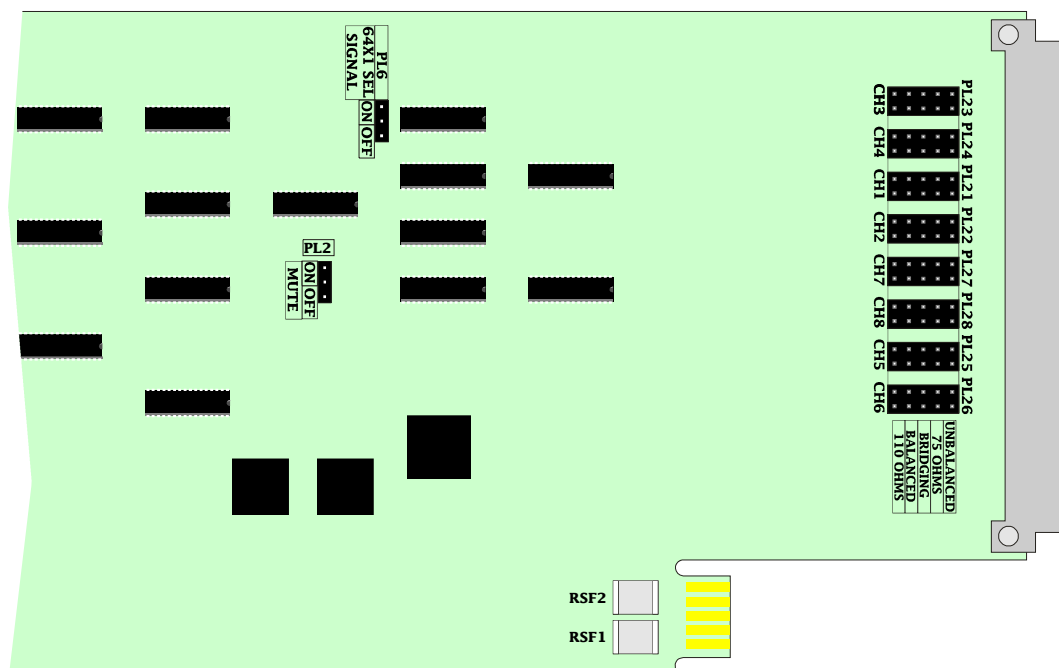 PL6
64X1 SEL
SIGNAL
ON OFF
PL2
ON OFF
MUTE
CH3 PL23
CH4 PL24
CH1 PL21
CH2 PL22
CH7 PL27
CH8 PL28
CH5 PL25
CH6 PL26
UNBALANCED
75 OHMS
BRIDGING
BALANCED
110 OHMS
RSF2
RSF1